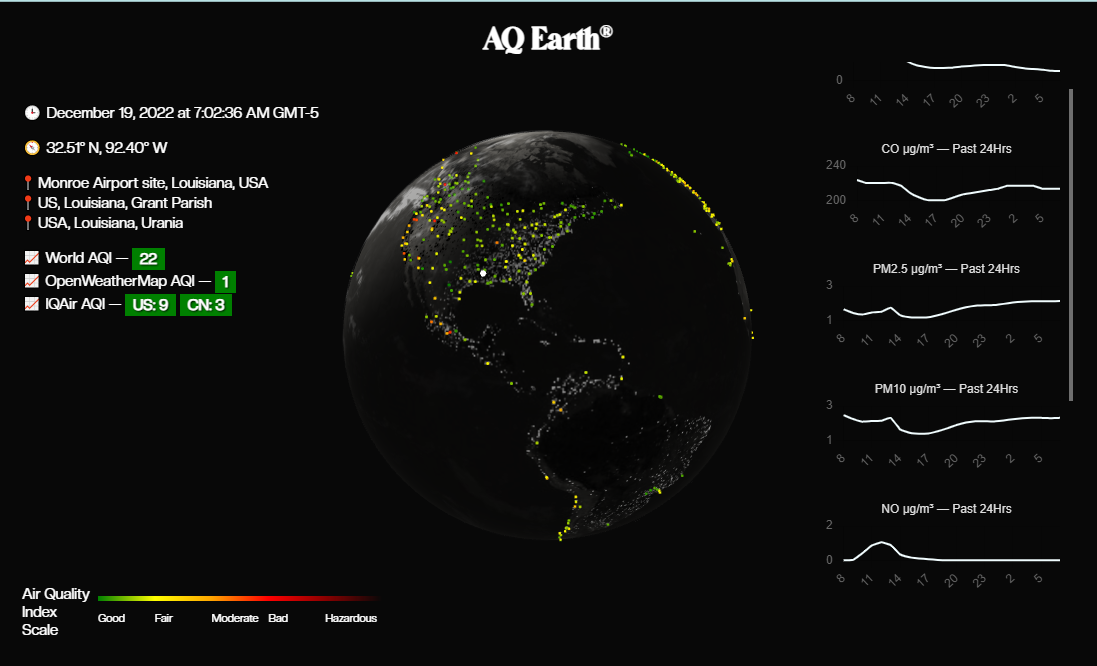 AQ Earth®
December 19, 2022 at 7:02:36 AM GMT-5
32.51° N, 92.40° W
Monroe Airport site, Louisiana, USA
US, Louisiana, Grant Parish
USA, Louisiana, Urania
World AQI — 22
OpenWeatherMap AQI — 1
IQAir AQI — US: 9 CN: 3
Air Quality
Index
Scale
Good Fair Moderate Bad Hazardous
0
8 11 14 17 20 23 2 5
CO µg/m³ — Past 24Hrs
240
200
8 11 14 17 20 23 2 5
PM2.5 µg/m³ — Past 24Hrs
3
1
8 11 14 17 20 23 2 5
PM10 µg/m³ — Past 24Hrs
3
1
8 11 14 17 20 23 2 5
NO µg/m³ — Past 24Hrs
2
0
8 11 14 17 20 23 2 5